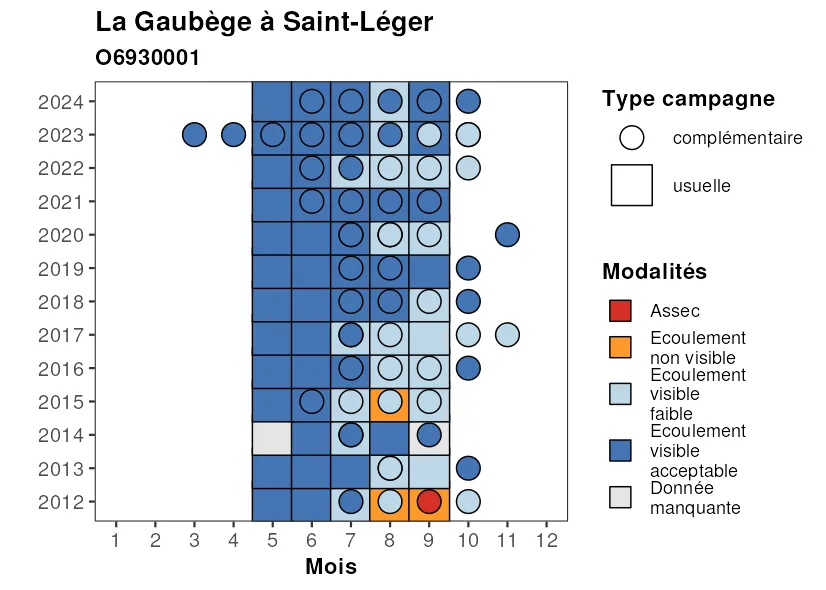 La Gaubège à Saint-Léger
O6930001
2024
2023
2022
2021
2020
2019
2018
2017
2016
2015
2014
2013
2012
1 2 3 4 5 6 7 8 9 10 11 12
Mois
Type campagne
complémentaire
usuelle
Modalités
Assec
Ecoulement
non visible
Ecoulement
visible
faible
Ecoulement
visible
acceptable
Donnée
manquante